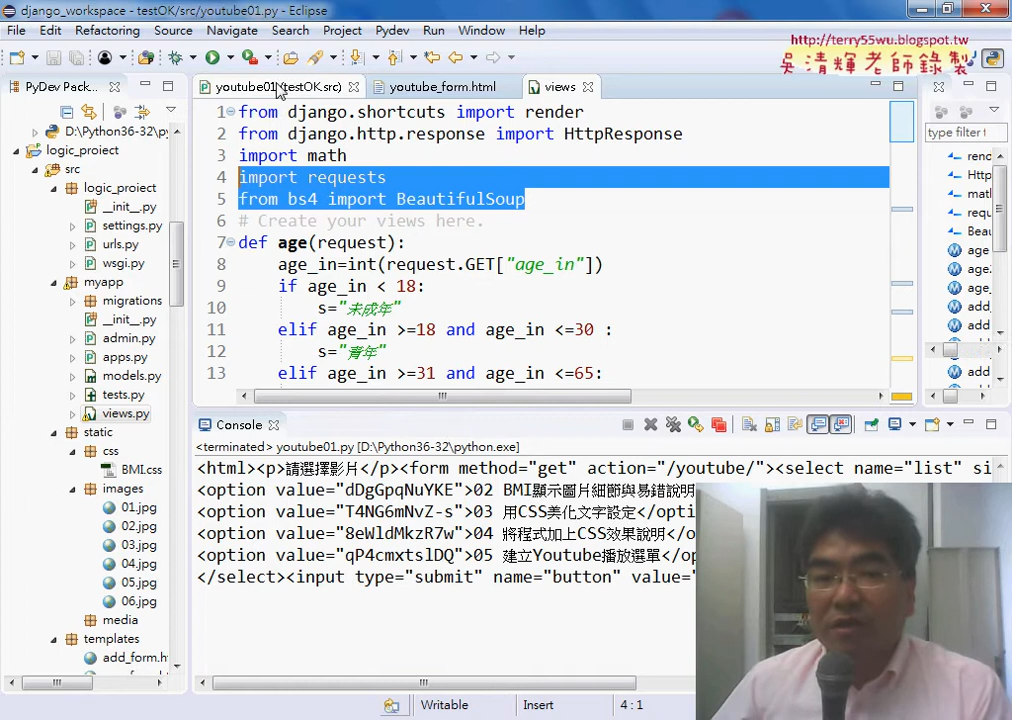 django_workspace - testOK/src/youtube01.py - Eclipse
File Edit Refactoring Source Navigate Search Project Pydev Run Window Help
http://terry55wu.blogspot.tw
吳清輝老師錄製
PyDev Pack...
youtube01(testOK.src)
youtube_form.html
views
D:\Python36-32\py
logic_proiect
src
logic_proiect
__init__.py
settings.py
urls.py
wsgi.py
myapp
migrations
__init__.py
admin.py
apps.py
models.py
tests.py
views.py
static
css
BMI.css
images
01.jpg
02.jpg
03.jpg
04.jpg
05.jpg
06.jpg
media
templates
add_form.h
1 from django.shortcuts import render
2 from django.http.response import HttpResponse
3 import math
4 import requests
5 from bs4 import BeautifulSoup
6 # Create your views here.
7 def age(request):
8 age_in=int(request.GET["age_in"])
9 if age_in < 18:
10 s="未成年"
11 elif age_in >=18 and age_in <=30 :
12 s="青年"
13 elif age_in >=31 and age_in <=65:
type filter t
rend
Http
math
requ
Beau
age
age2
age_
add_
add
add_
add
Console
<terminated> youtube01.py [D:\Python36-32\python.exe]
<html><p>請選擇影片</p><form method="get" action="/youtube/"><select name="list" si
<option value="dDgGpqNuYKE">02 BMI顯示圖片細節與易錯說明
<option value="T4NG6mNvZ-s">03 用CSS美化文字設定</opti
<option value="8eWldMkzR7w">04 將程式加上CSS效果說明</o
<option value="qP4cmxtslDQ">05 建立Youtube播放選單</op
</select><input type="submit" name="button" value="
Writable
Insert
4 : 1